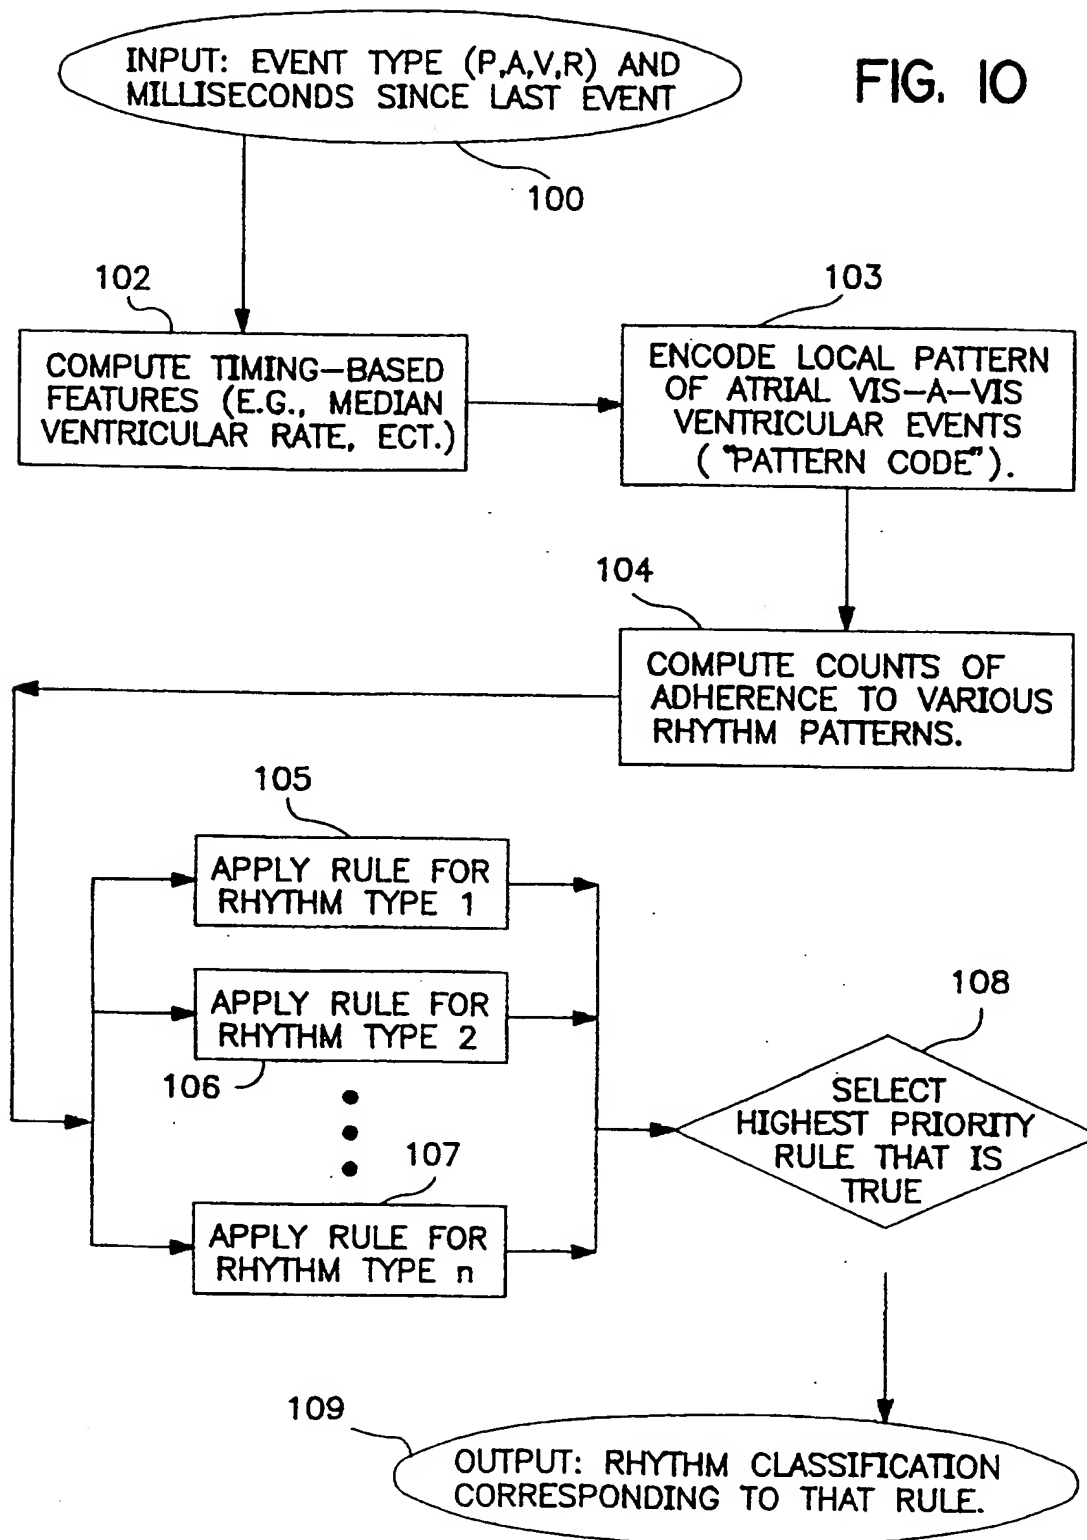 INPUT: EVENT TYPE (P,A,V,R) AND
MILLISECONDS SINCE LAST EVENT
FIG. 10
100
102
COMPUTE TIMING-BASED
FEATURES (E.G., MEDIAN
VENTRICULAR RATE, ECT.)
103
ENCODE LOCAL PATTERN
OF ATRIAL VIS-A-VIS
VENTRICULAR EVENTS
("PATTERN CODE").
104
COMPUTE COUNTS OF
ADHERENCE TO VARIOUS
RHYTHM PATTERNS.
105
APPLY RULE FOR
RHYTHM TYPE 1
APPLY RULE FOR
RHYTHM TYPE 2
106
107
APPLY RULE FOR
RHYTHM TYPE n
108
SELECT
HIGHEST PRIORITY
RULE THAT IS
TRUE
109
OUTPUT: RHYTHM CLASSIFICATION
CORRESPONDING TO THAT RULE.